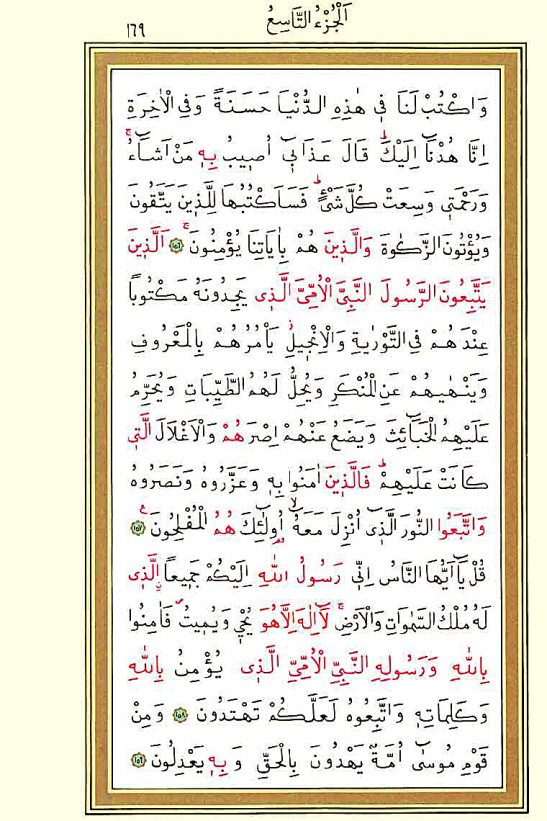 اَلْجُزْءُ التَّاسِعُ
١٦٩
وَاكْتُبْ لَنَا فٖى هٰذِهِ الدُّنْيَا حَسَنَةً وَفِى الْاٰخِرَةِ
اِنَّا هُدْنَٓا اِلَيْكَؕ قَالَ عَذَابٖٓى اُصٖيبُ بِهٖ مَنْ اَشَٓاءُۚ
وَرَحْمَتٖى وَسِعَتْ كُلَّ شَىْءٍؕ فَسَاَكْتُبُهَا لِلَّذٖينَ يَتَّقُونَ
وَيُؤْتُونَ الزَّكٰوةَ وَالَّذٖينَ هُمْ بِاٰيَاتِنَا يُؤْمِنُونَۚ ﴿١٥٦﴾ اَلَّذٖينَ
يَتَّبِعُونَ الرَّسُولَ النَّبِىَّ الْاُمِّىَّ الَّذٖى يَجِدُونَهُ مَكْتُوبًا
عِنْدَهُمْ فِى التَّوْرٰيةِ وَالْاِنْجٖيلِؗ يَاْمُرُهُمْ بِالْمَعْرُوفِ
وَيَنْهٰيهُمْ عَنِ الْمُنْكَرِ وَيُحِلُّ لَهُمُ الطَّيِّبَاتِ وَيُحَرِّمُ
عَلَيْهِمُ الْخَبَٓائِثَ وَيَضَعُ عَنْهُمْ اِصْرَهُمْ وَالْاَغْلَالَ الَّتٖى
كَانَتْ عَلَيْهِمْؕ فَالَّذٖينَ اٰمَنُوا بِهٖ وَعَزَّرُوهُ وَنَصَرُوهُ
وَاتَّبَعُوا النُّورَ الَّذٖٓى اُنْزِلَ مَعَهُٓۙ اُولٰٓئِكَ هُمُ الْمُفْلِحُونَࣖ ﴿١٥٧﴾
قُلْ يَٓا اَيُّهَا النَّاسُ اِنّٖى رَسُولُ اللّٰهِ اِلَيْكُمْ جَمٖيعًاۨ الَّذٖى
لَهُ مُلْكُ السَّمٰوَاتِ وَالْاَرْضِۚ لَٓا اِلٰهَ اِلَّا هُوَ يُحْيٖ وَيُمٖيتُࣕ فَاٰمِنُوا
بِاللّٰهِ وَرَسُولِهِ النَّبِىِّ الْاُمِّىِّ الَّذٖى يُؤْمِنُ بِاللّٰهِ
وَكَلِمَاتِهٖ وَاتَّبِعُوهُ لَعَلَّكُمْ تَهْتَدُونَ ﴿١٥٨﴾ وَمِنْ
قَوْمِ مُوسٰٓى اُمَّةٌ يَهْدُونَ بِالْحَقِّ وَبِهٖ يَعْدِلُونَ ﴿١٥٩﴾